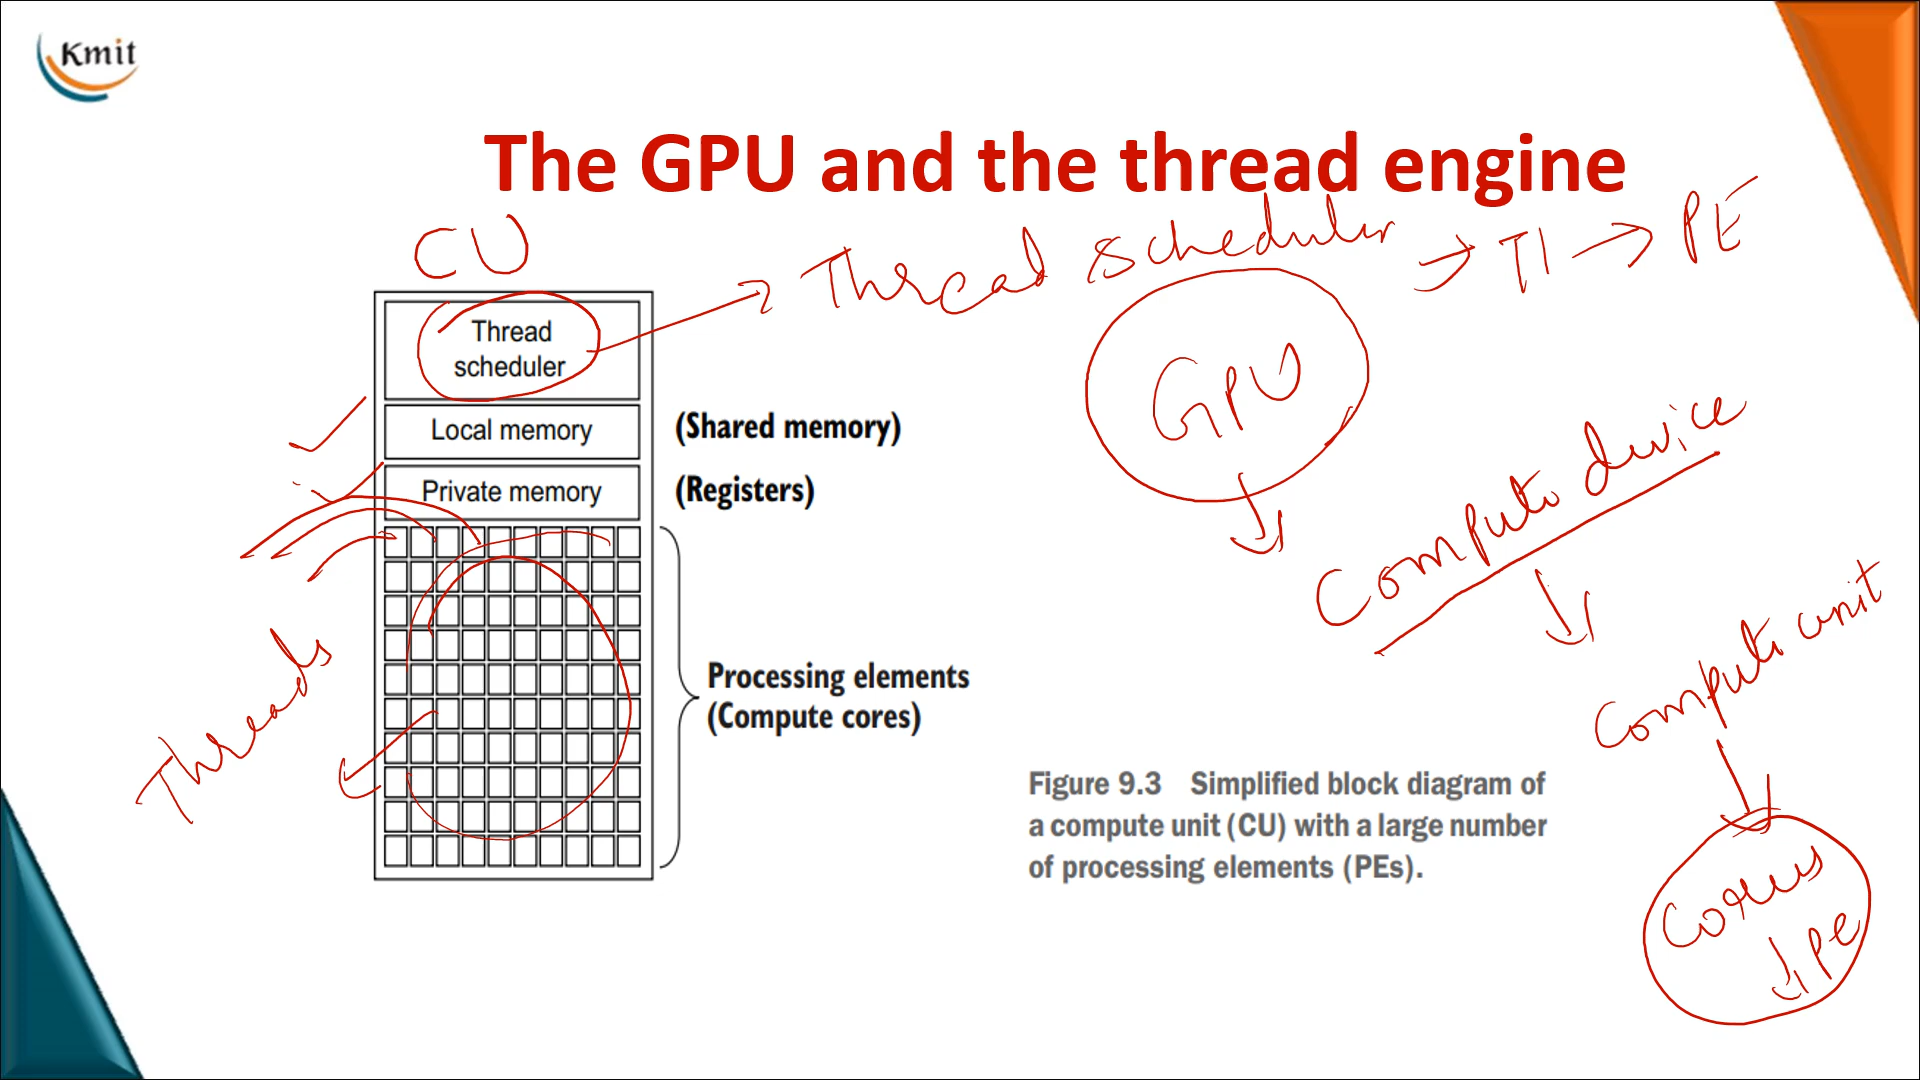 Kmit
The GPU and the thread engine
CU
Thread scheduler → T1 → PE
Thread
scheduler
Local memory
(Shared memory)
Private memory
(Registers)
GPU
Compute device
Compute unit
Threads
Processing elements
(Compute cores)
Figure 9.3 Simplified block diagram of
a compute unit (CU) with a large number
of processing elements (PEs).
Cores
PE